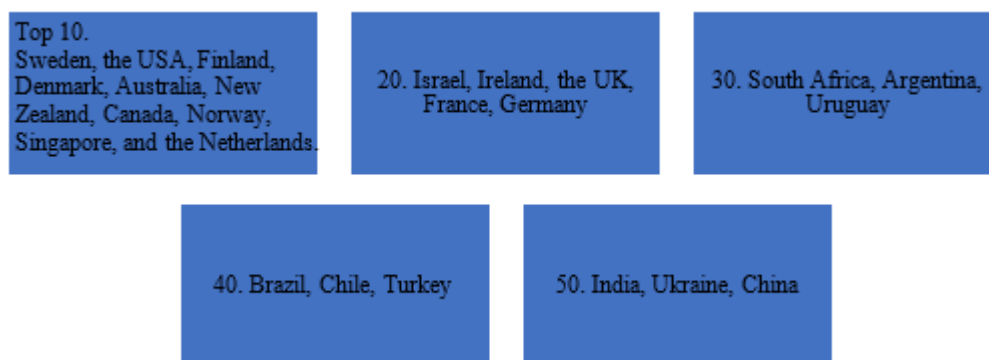 Top 10.
Sweden, the USA, Finland,
Denmark, Australia, New
Zealand, Canada, Norway,
Singapore, and the Netherlands.
20. Israel, Ireland, the UK,
France, Germany
30. South Africa, Argentina,
Uruguay
40. Brazil, Chile, Turkey
50. India, Ukraine, China